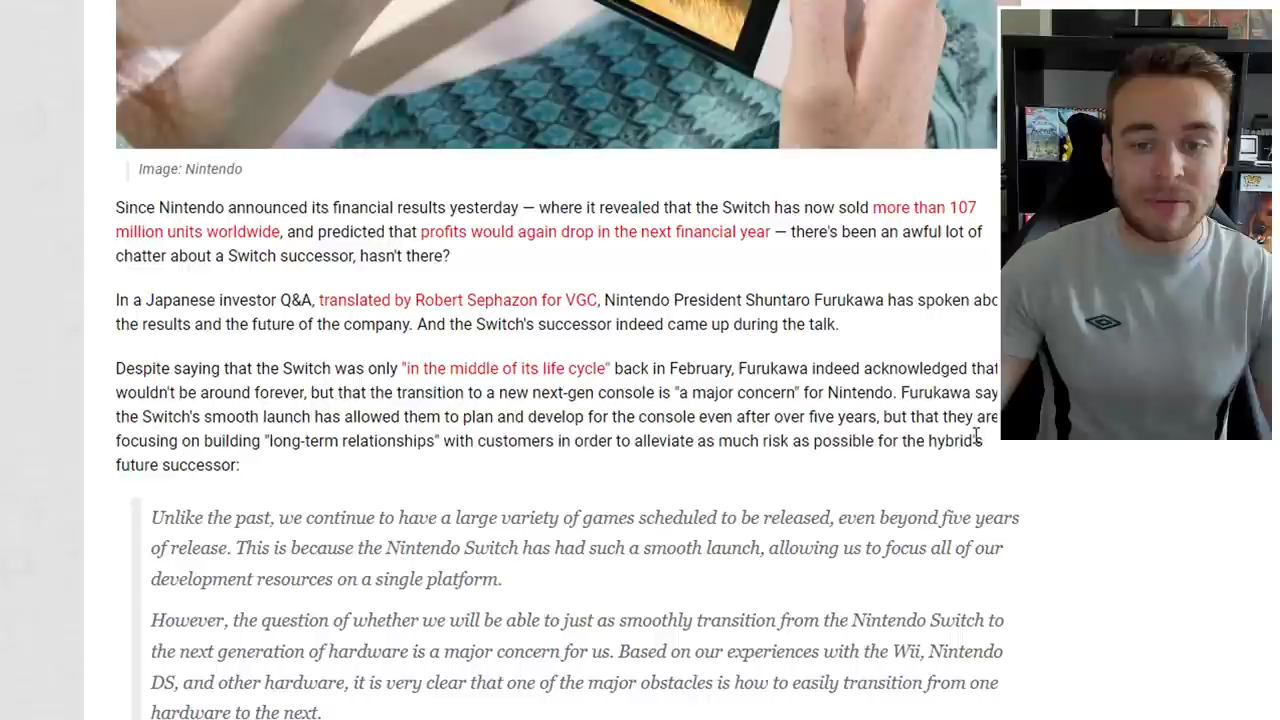 Image: Nintendo
Since Nintendo announced its financial results yesterday — where it revealed that the Switch has now sold more than 107
million units worldwide, and predicted that profits would again drop in the next financial year — there's been an awful lot of
chatter about a Switch successor, hasn't there?
In a Japanese investor Q&A, translated by Robert Sephazon for VGC, Nintendo President Shuntaro Furukawa has spoken abo
the results and the future of the company. And the Switch's successor indeed came up during the talk.
Despite saying that the Switch was only "in the middle of its life cycle" back in February, Furukawa indeed acknowledged that
wouldn't be around forever, but that the transition to a new next-gen console is "a major concern" for Nintendo. Furukawa say
the Switch's smooth launch has allowed them to plan and develop for the console even after over five years, but that they are
focusing on building "long-term relationships" with customers in order to alleviate as much risk as possible for the hybrid's
future successor:
Unlike the past, we continue to have a large variety of games scheduled to be released, even beyond five years
of release. This is because the Nintendo Switch has had such a smooth launch, allowing us to focus all of our
development resources on a single platform.
However, the question of whether we will be able to just as smoothly transition from the Nintendo Switch to
the next generation of hardware is a major concern for us. Based on our experiences with the Wii, Nintendo
DS, and other hardware, it is very clear that one of the major obstacles is how to easily transition from one
hardware to the next.